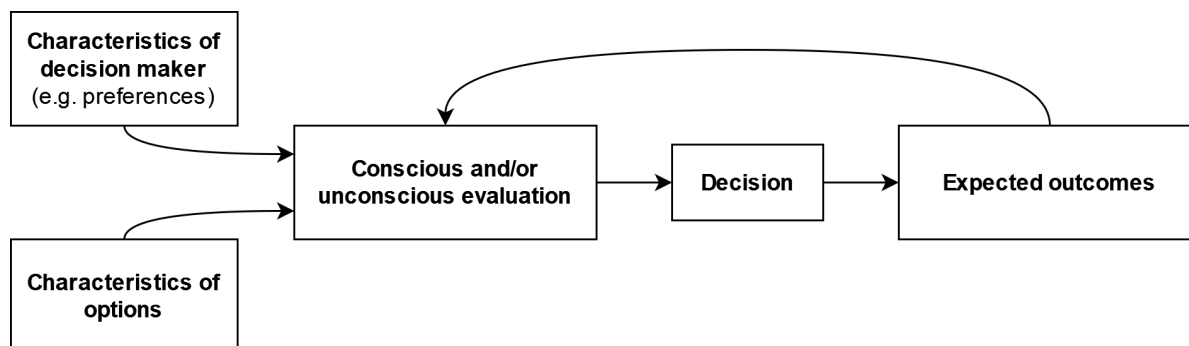 Characteristics of
decision maker
(e.g. preferences)
Conscious and/or
unconscious evaluation
Decision
Expected outcomes
Characteristics of
options